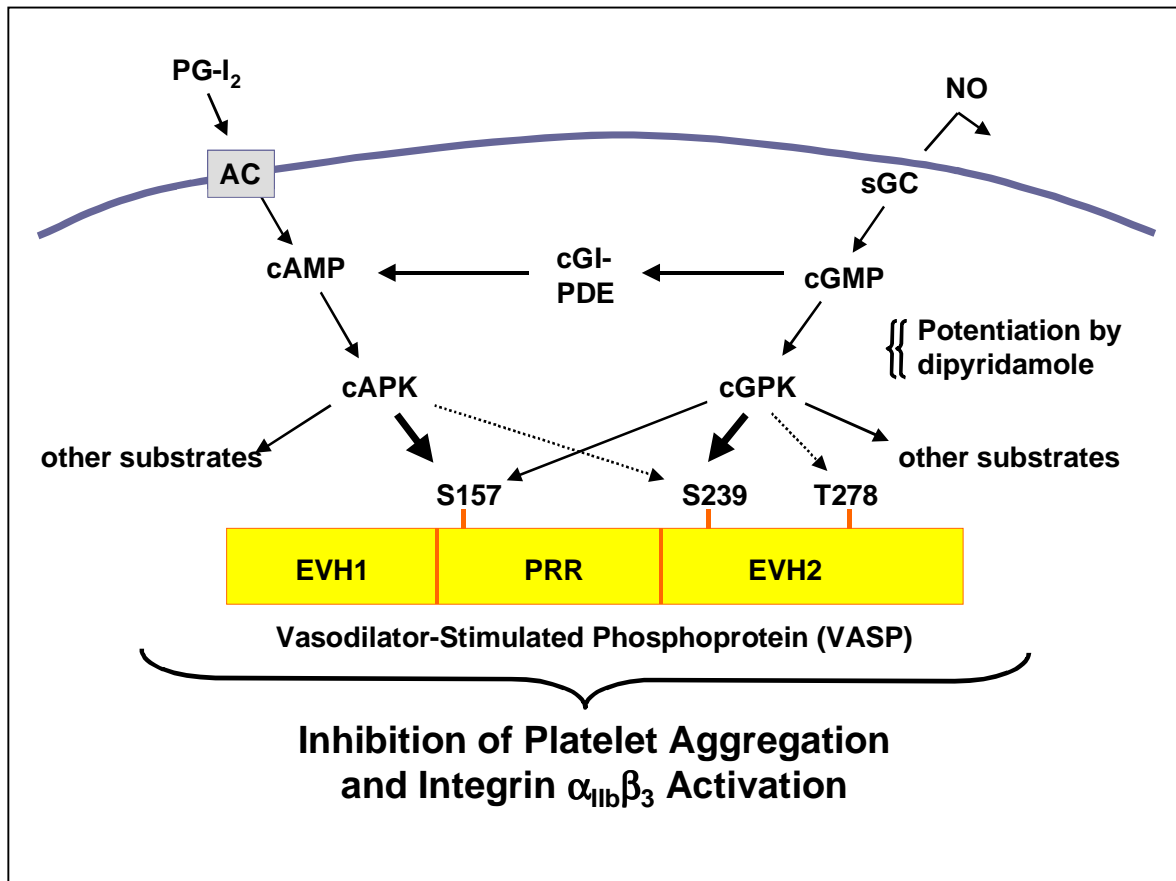 PG-I₂
NO
AC
sGC
cAMP
cGI-
PDE
cGMP
Potentiation by
dipyridamole
cAPK
cGPK
other substrates
other substrates
S157
S239
T278
EVH1
PRR
EVH2
Vasodilator-Stimulated Phosphoprotein (VASP)
Inhibition of Platelet Aggregation
and Integrin αIIbβ₃ Activation